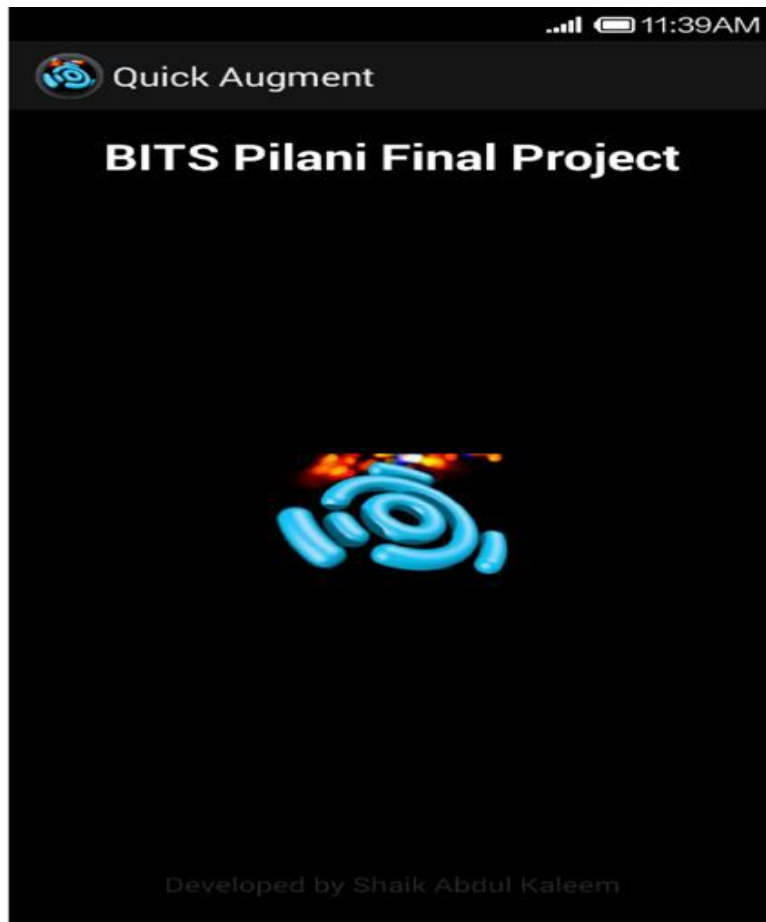 11:39AM
Quick Augment
BITS Pilani Final Project
Developed by Shaik Abdul Kaleem